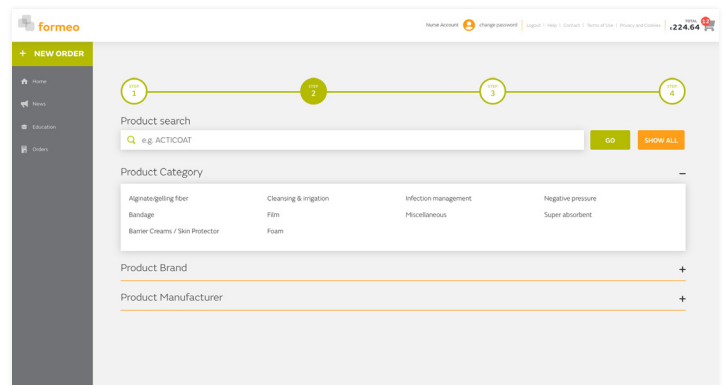 formeo
Nurse Account change password Logout | Help | Contact | Terms of Use | Privacy and Cookies
TOTAL
£224.64
12
+ NEW ORDER
Home
News
Education
Orders
STEP 1
STEP 2
STEP 3
STEP 4
Product search
e.g. ACTICOAT
GO
SHOW ALL
Product Category −
Alginate/gelling fiber Cleansing & irrigation Infection management Negative pressure
Bandage Film Miscellaneous Super absorbent
Barrier Creams / Skin Protector Foam
Product Brand +
Product Manufacturer +